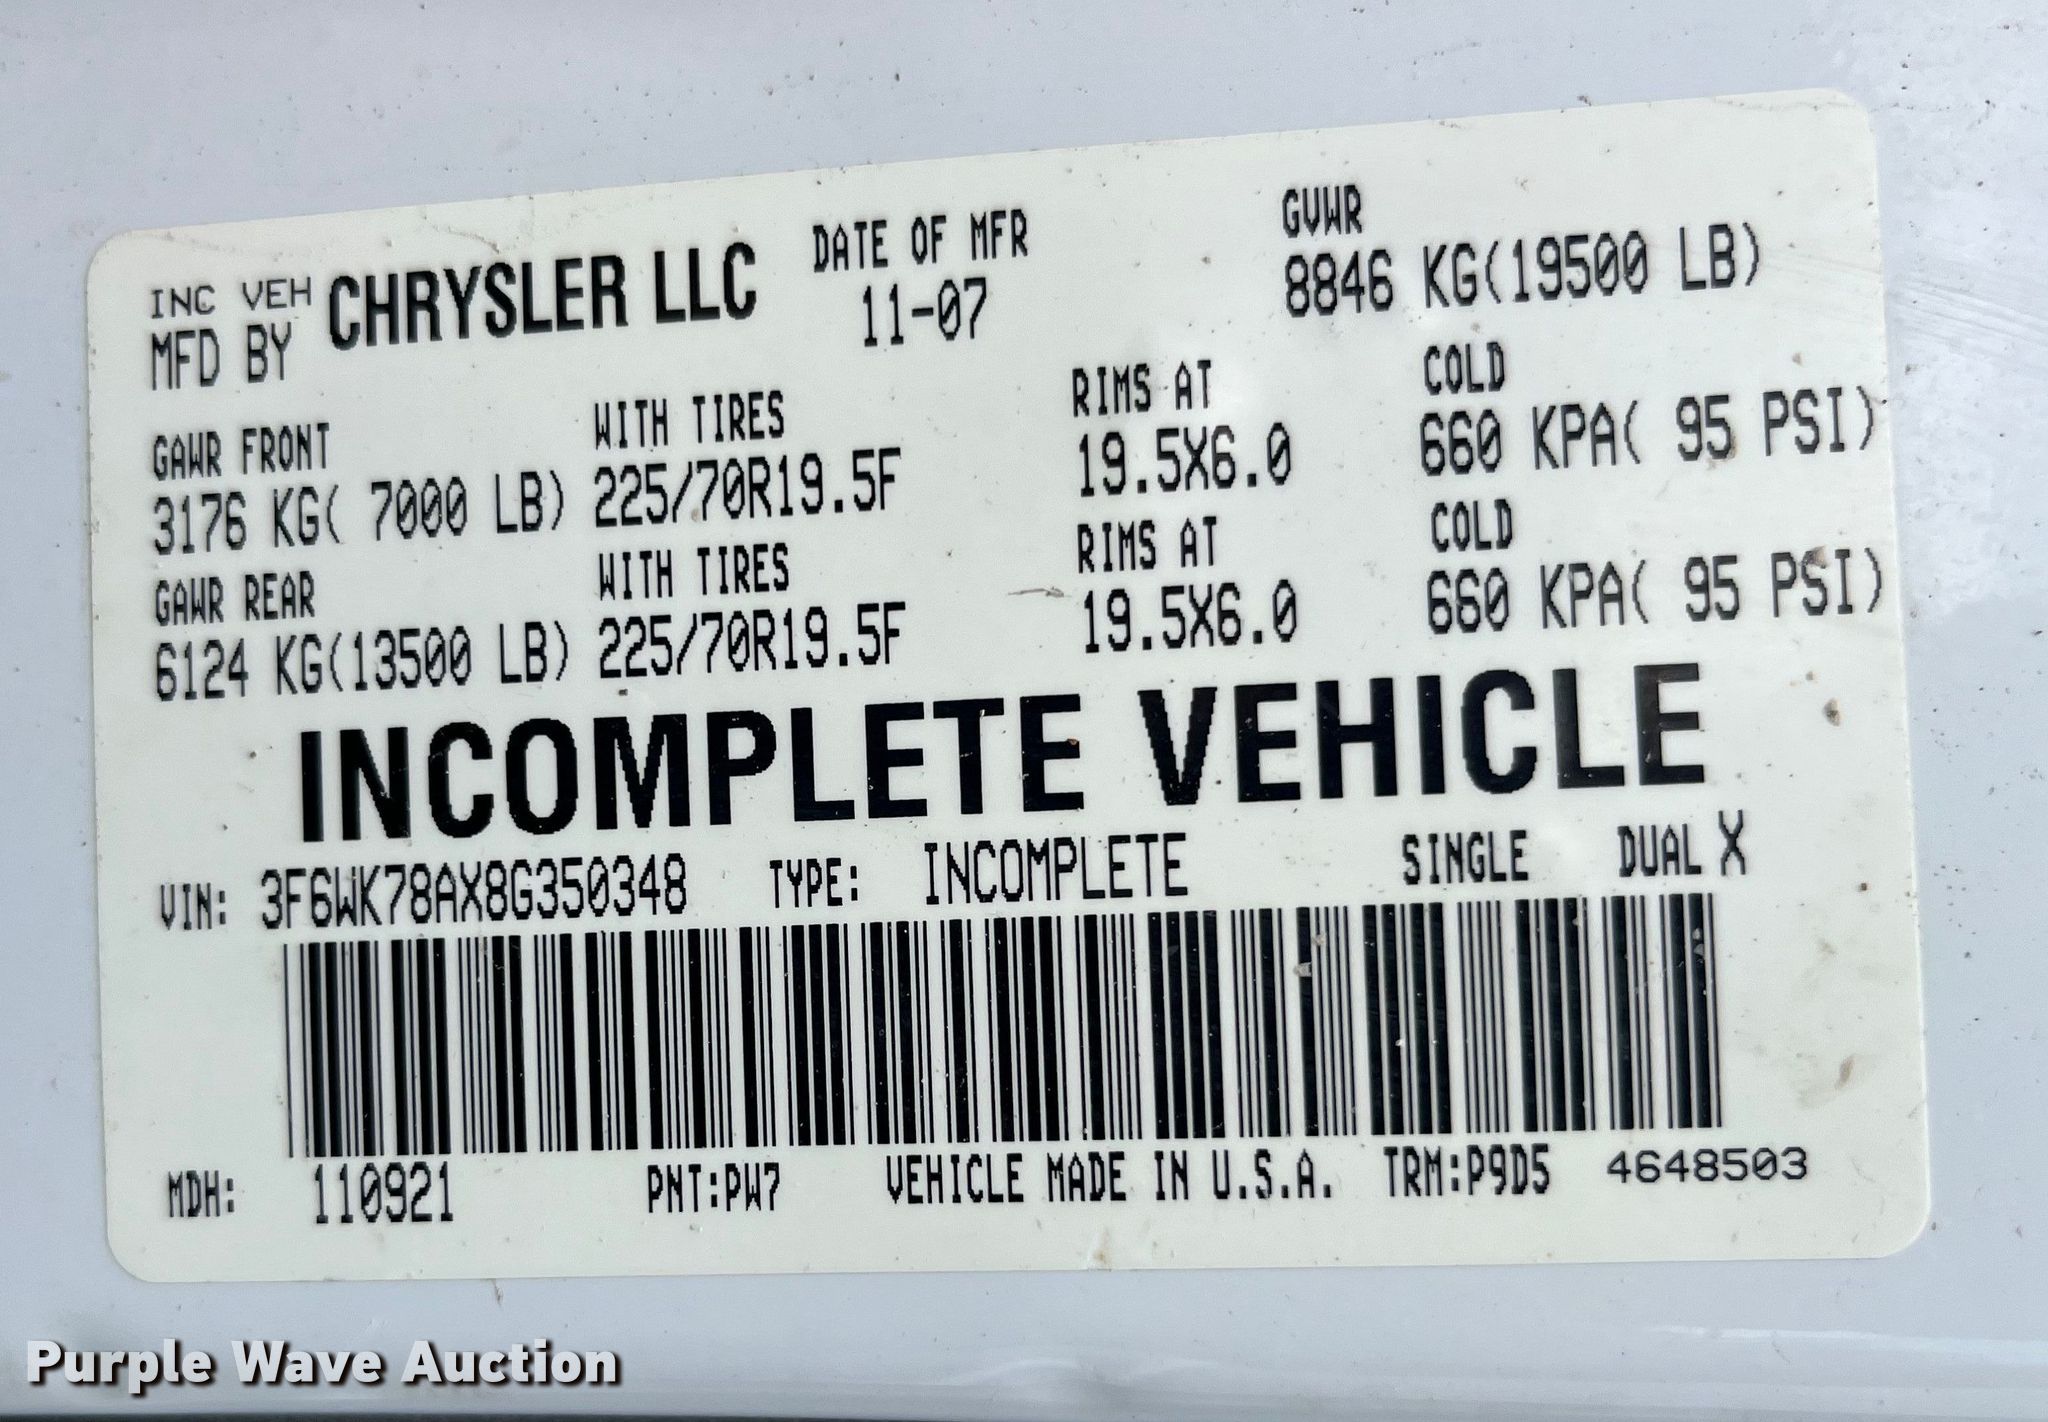 INC VEH
MFD BY CHRYSLER LLC
DATE OF MFR
11-07
GVWR
8846 KG(19500 LB)
GAWR FRONT WITH TIRES RIMS AT COLD
3176 KG( 7000 LB) 225/70R19.5F 19.5X6.0 660 KPA( 95 PSI)
GAWR REAR WITH TIRES RIMS AT COLD
6124 KG(13500 LB) 225/70R19.5F 19.5X6.0 660 KPA( 95 PSI)
INCOMPLETE VEHICLE
VIN: 3F6WK78AX8G350348 TYPE: INCOMPLETE SINGLE DUAL X
MDH: 110921 PNT:PW7 VEHICLE MADE IN U.S.A. TRM:P9D5 4648503
Purple Wave Auction